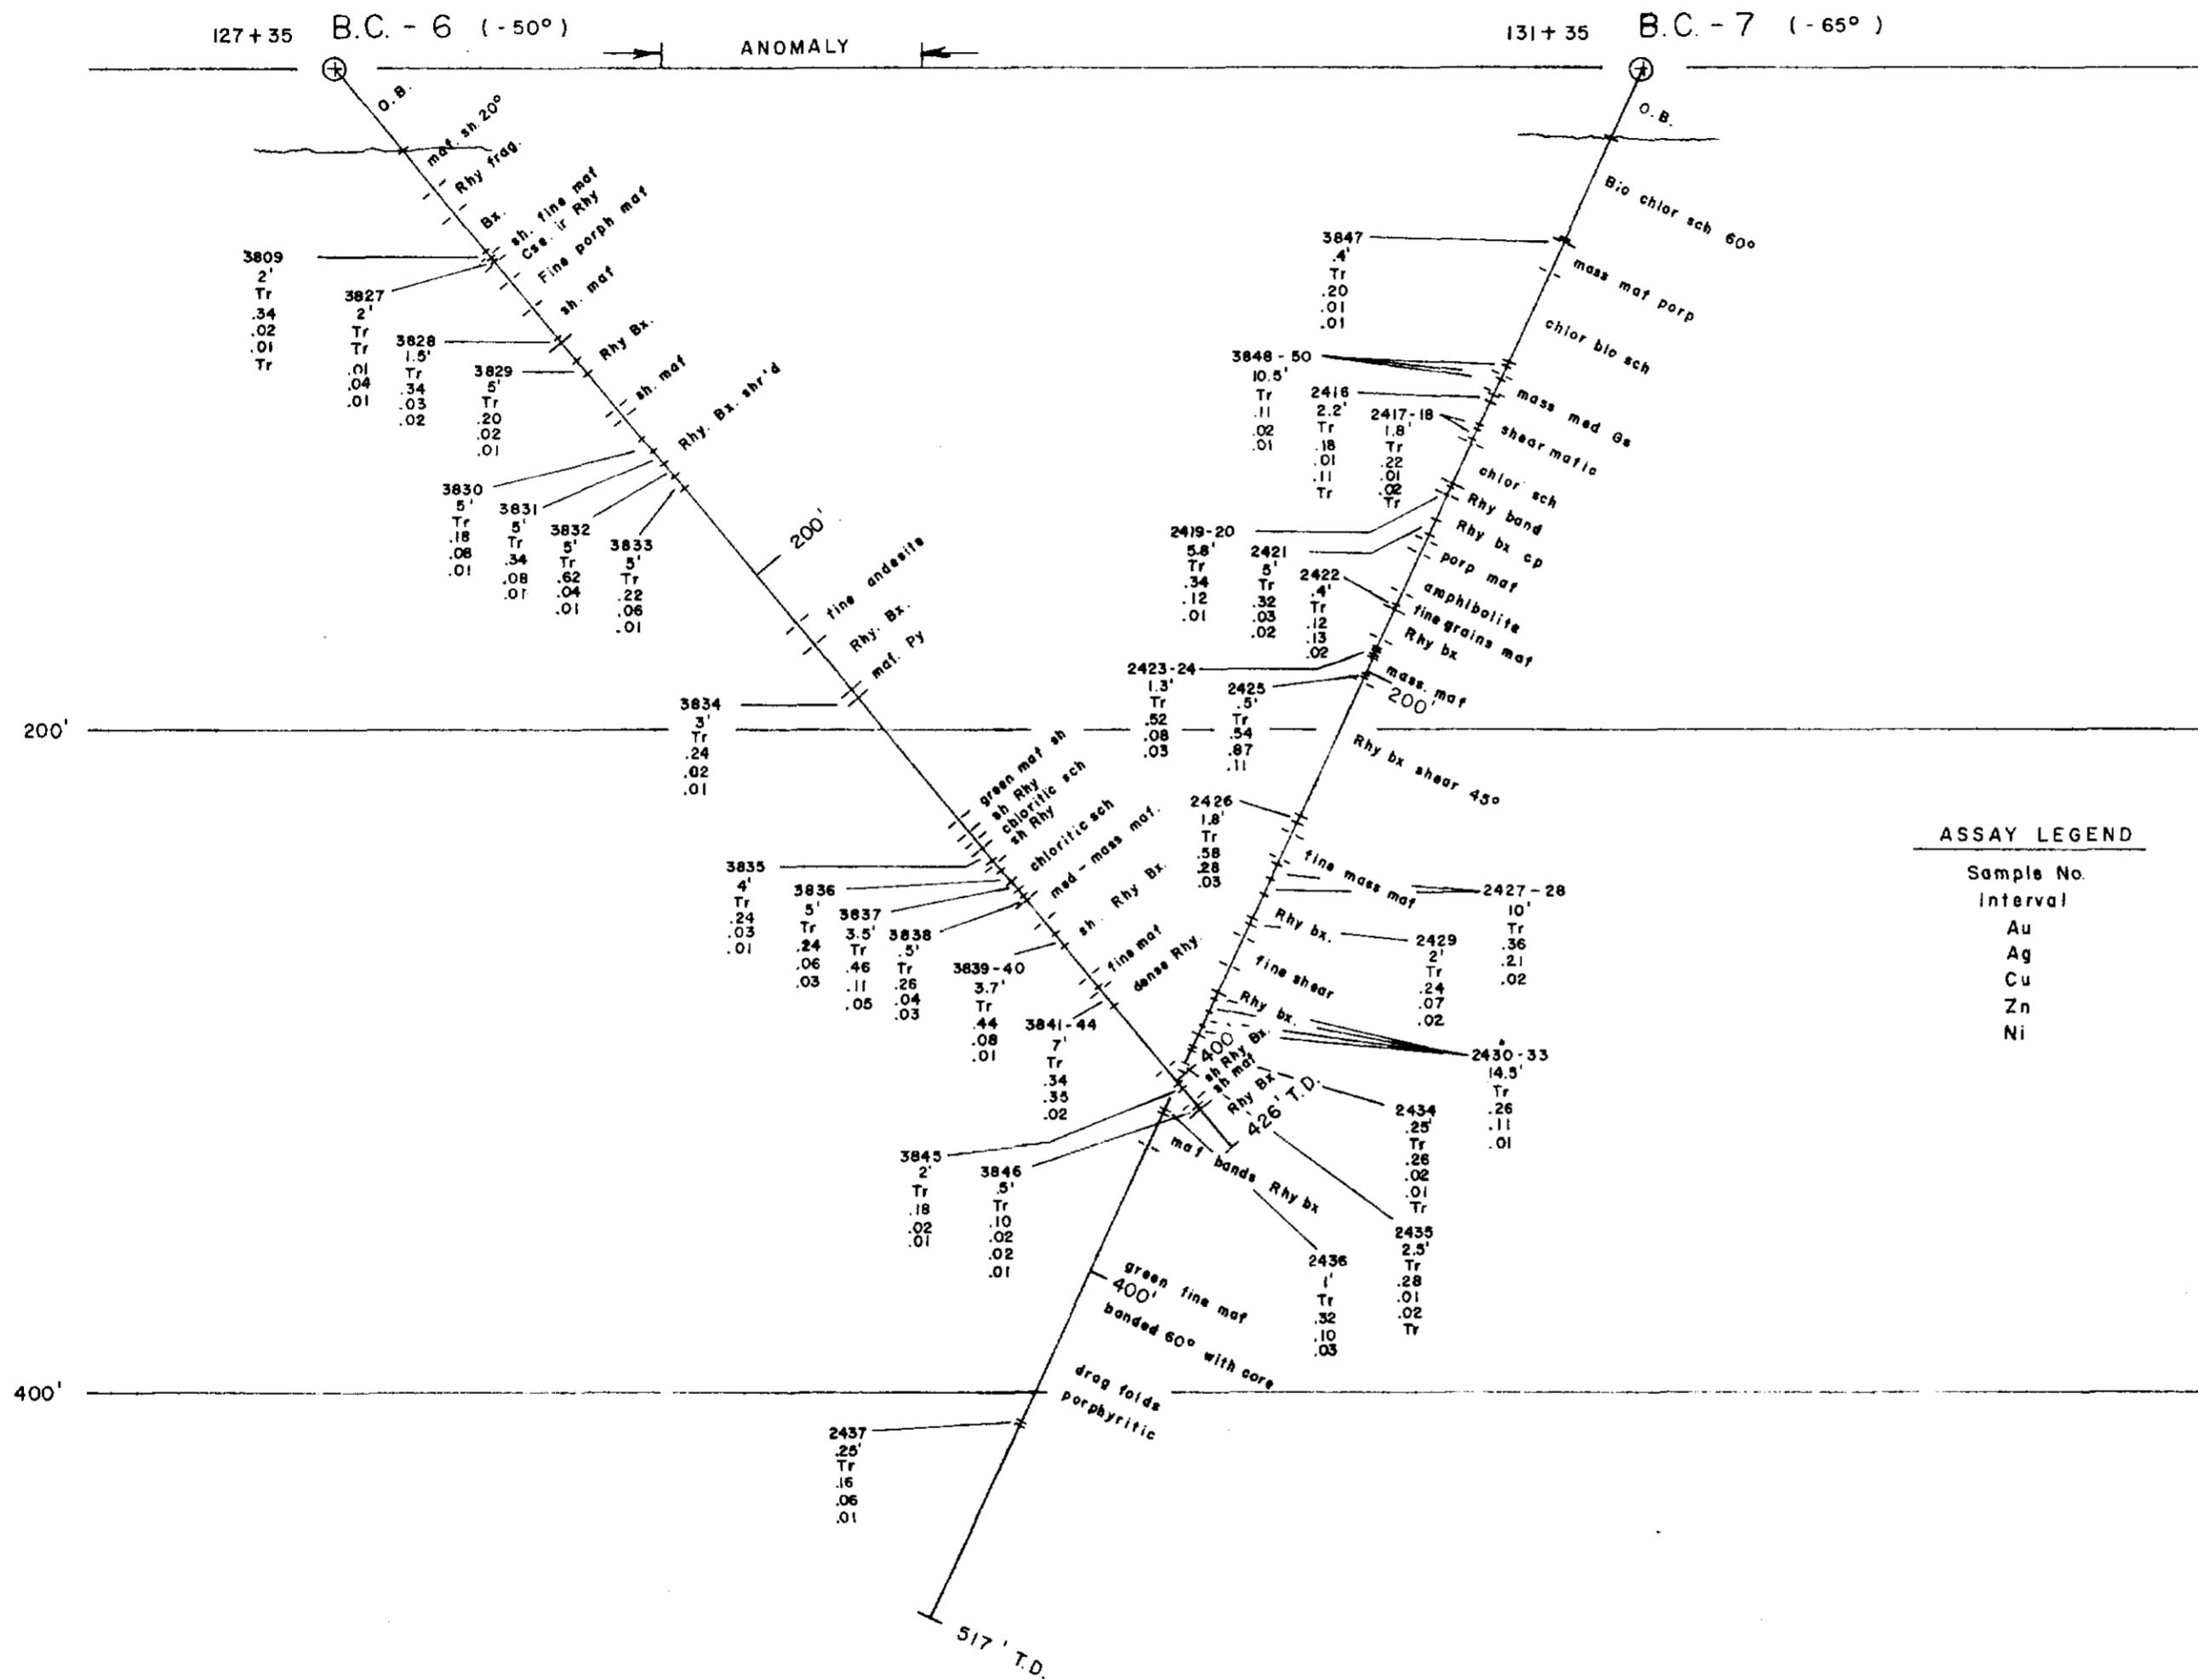 127+35 B.C. - 6 (-50°)
ANOMALY
131+35 B.C. - 7 (-65°)
O.B.
maf. sh. 20°
Rhy frag.
Bx.
sh. fine maf
Cse. ir Rhy
Fine porph maf
sh. maf
Rhy Bx.
sh. maf
Rhy. Bx. shr'd
200'
fine andesite
Rhy. Bx.
maf. Py
green maf sh
sh Rhy
chloritic sch
sh Rhy
chloritic sch
med-mass maf.
sh. Rhy Bx.
fine maf
dense Rhy.
400'
sh Rhy Bx.
sh maf
Rhy Bx
426' T.D.
3809
2'
Tr
.34
.02
.01
Tr
3827
2'
Tr
Tr
.01
.04
.01
3828
1.5'
Tr
.34
.03
.02
3829
5'
Tr
.20
.02
.01
3830
5'
Tr
.18
.08
.01
3831
5'
Tr
.34
.08
.01
3832
5'
Tr
.62
.04
.01
3833
5'
Tr
.22
.06
.01
3834
3'
Tr
.24
.02
.01
3835
4'
Tr
.24
.03
.01
3836
5'
Tr
.24
.06
.03
3837
3.5'
Tr
.46
.11
.05
3838
.5'
Tr
.26
.04
.03
3839-40
3.7'
Tr
.44
.08
.01
3841-44
7'
Tr
.34
.35
.02
3845
2'
Tr
.18
.02
.01
3846
.5'
Tr
.10
.02
.02
.01
O.B.
Bio chlor sch 60°
mass maf porp
chlor bio sch
mass med Gs
shear mafic
chlor sch
Rhy band
Rhy bx cp
porp maf
amphibolite
fine grains maf
Rhy bx
mass. maf
200'
Rhy bx shear 45°
fine mass maf
Rhy bx.
fine shear
Rhy bx.
maf bands Rhy bx
green fine maf
400'
banded 60° with core
drag folds
porphyritic
517' T.D.
3847
.4'
Tr
.20
.01
.01
3848-50
10.5'
Tr
.11
.02
.01
2416
2.2'
Tr
.18
.01
.11
Tr
2417-18
1.8'
Tr
.22
.01
.02
Tr
2419-20
5.8'
Tr
.34
.12
.01
2421
5'
Tr
.32
.03
.02
2422
.4'
Tr
.12
.13
.02
2423-24
1.3'
Tr
.52
.08
.03
2425
.5'
Tr
.54
.87
.11
2426
1.8'
Tr
.58
.28
.03
2427-28
10'
Tr
.36
.21
.02
2429
2'
Tr
.24
.07
.02
2430-33
14.5'
Tr
.26
.11
.01
2434
.25'
Tr
.26
.02
.01
Tr
2435
2.5'
Tr
.28
.01
.02
Tr
2436
1'
Tr
.32
.10
.03
2437
.25'
Tr
.16
.06
.01
200'
400'
ASSAY LEGEND
Sample No.
Interval
Au
Ag
Cu
Zn
Ni